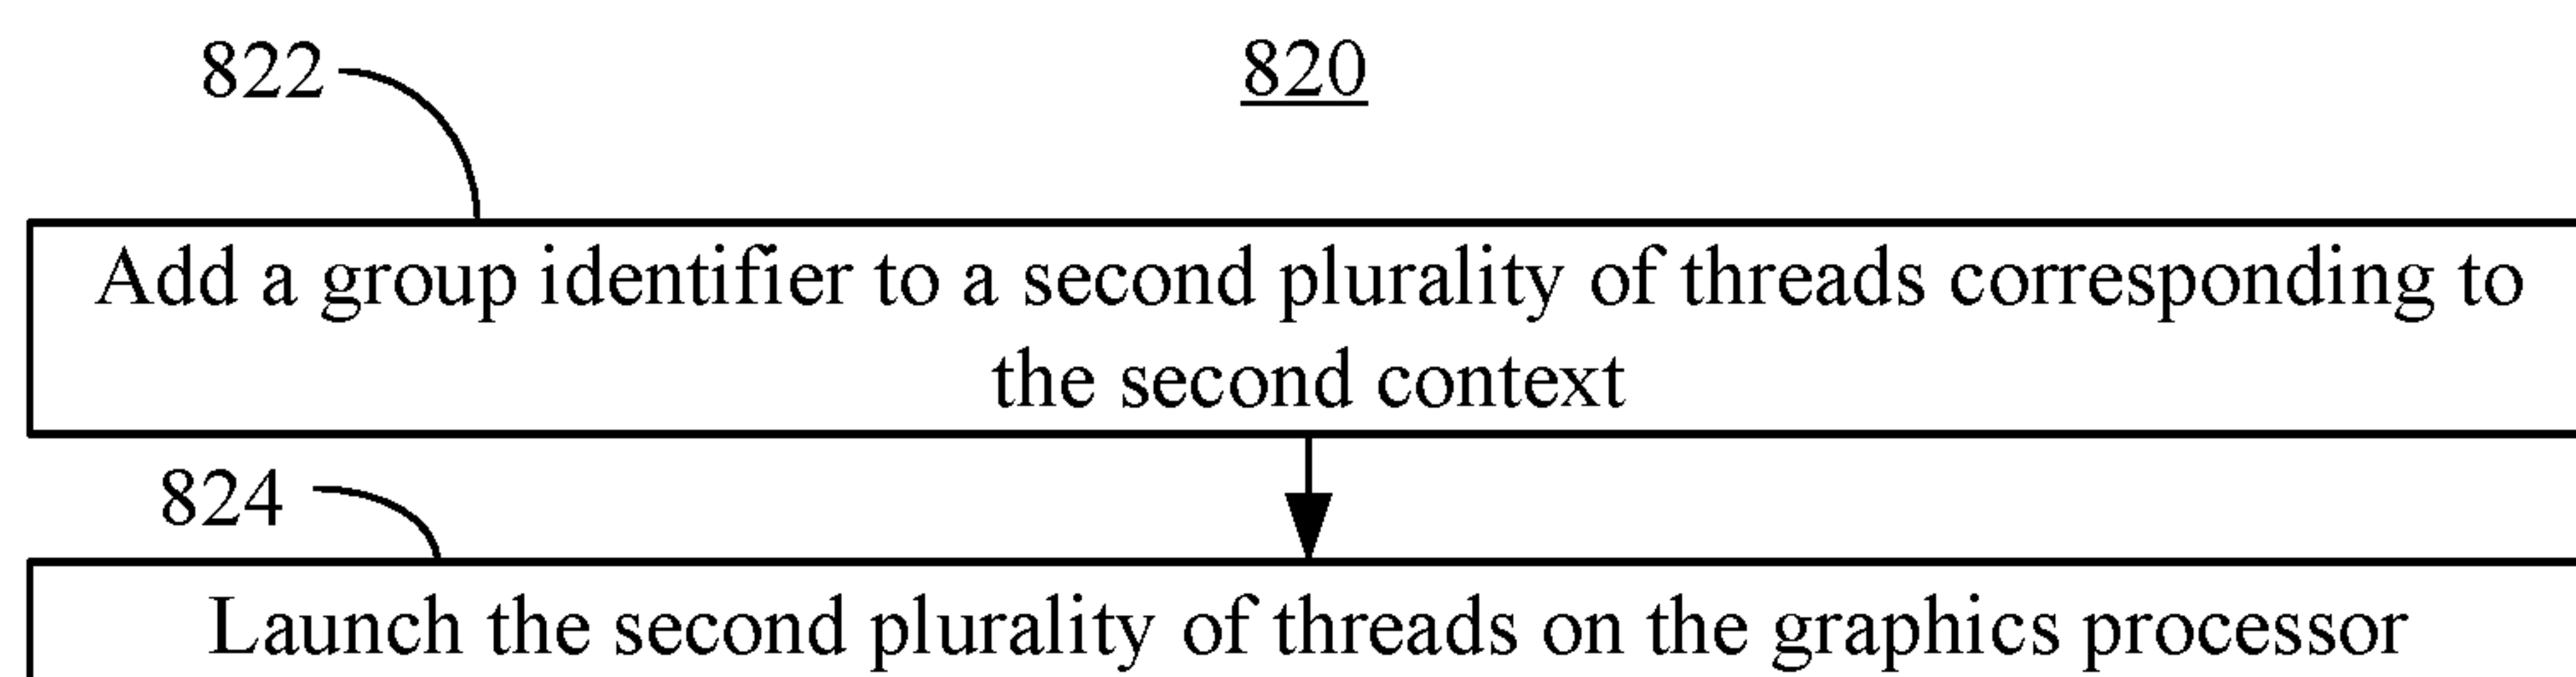 822
820
Add a group identifier to a second plurality of threads corresponding to
the second context
824
Launch the second plurality of threads on the graphics processor